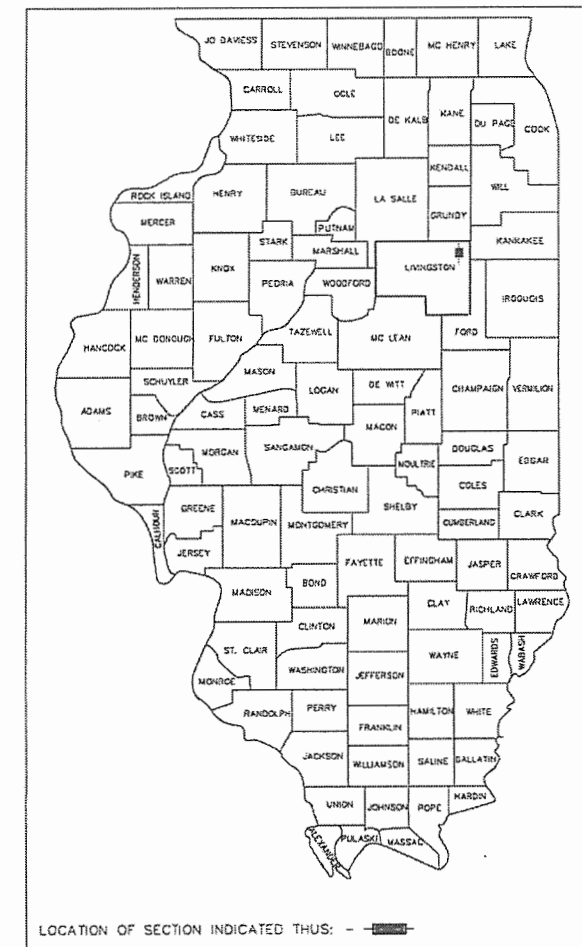 JO DAVIESS STEVENSON WINNEBAGO BOONE MC HENRY LAKE
CARROLL OGLE
DE KALB KANE DU PAGE COOK
WHITESIDE LEE
KENDALL
WILL
ROCK ISLAND HENRY BUREAU LA SALLE
GRUNDY
MERCER PUTNAM
STARK MARSHALL KANKAKEE
HENDERSON WARREN KNOX LIVINGSTON
PEORIA WOODFORD IROQUOIS
HANCOCK MC DONOUGH FULTON TAZEWELL MC LEAN FORD
MASON
SCHUYLER LOGAN DE WITT CHAMPAIGN VERMILION
ADAMS BROWN CASS MENARD MACON PIATT
MORGAN SANGAMON DOUGLAS EDGAR
PIKE SCOTT MOULTRIE COLES
CHRISTIAN
CALHOUN GREENE MACOUPIN MONTGOMERY SHELBY CUMBERLAND CLARK
JERSEY FAYETTE EFFINGHAM JASPER CRAWFORD
MADISON BOND CLAY RICHLAND LAWRENCE
CLINTON MARION
ST. CLAIR WAYNE EDWARDS WABASH
WASHINGTON JEFFERSON
MONROE
RANDOLPH PERRY HAMILTON WHITE
FRANKLIN
JACKSON WILLIAMSON SALINE GALLATIN
UNION JOHNSON POPE HARDIN
ALEXANDER PULASKI MASSAC
LOCATION OF SECTION INDICATED THUS: -